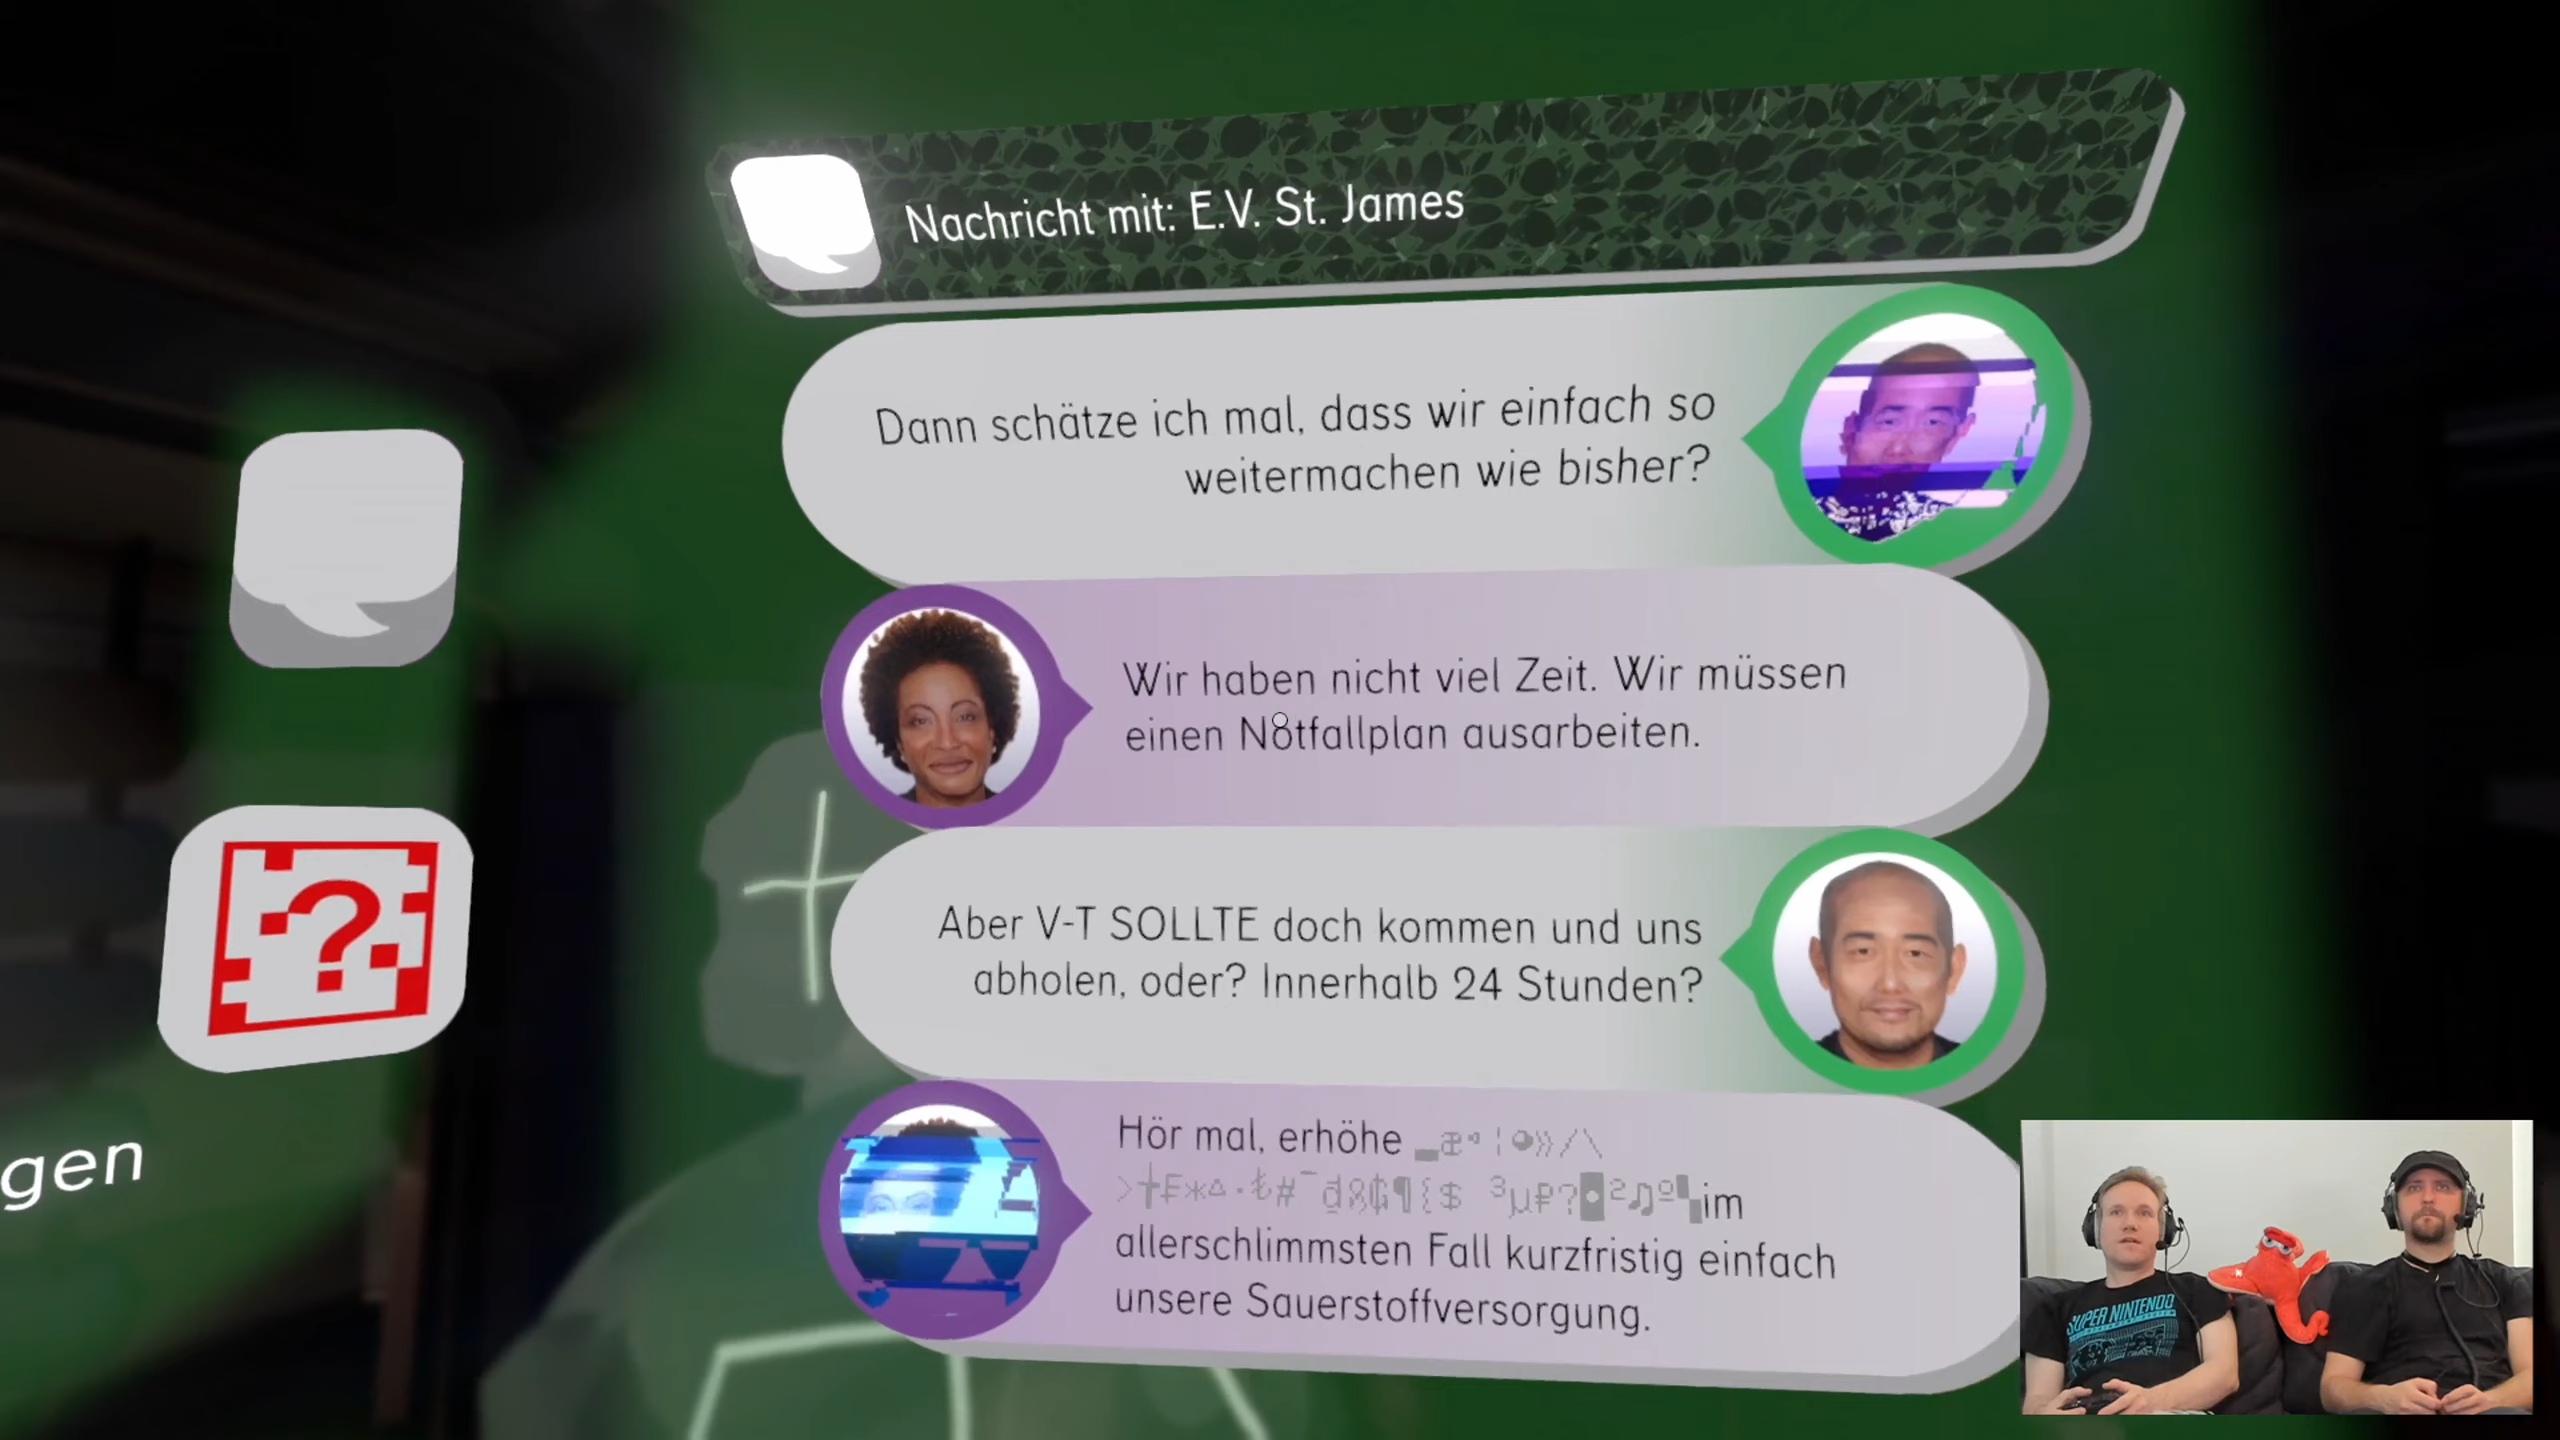 Nachricht mit: E.V. St. James
Dann schätze ich mal, dass wir einfach so
weitermachen wie bisher?
Wir haben nicht viel Zeit. Wir müssen
einen Notfallplan ausarbeiten.
Aber V-T SOLLTE doch kommen und uns
abholen, oder? Innerhalb 24 Stunden?
Hör mal, erhöhe
im
allerschlimmsten Fall kurzfristig einfach
unsere Sauerstoffversorgung.
?
gen
SUPER NINTENDO